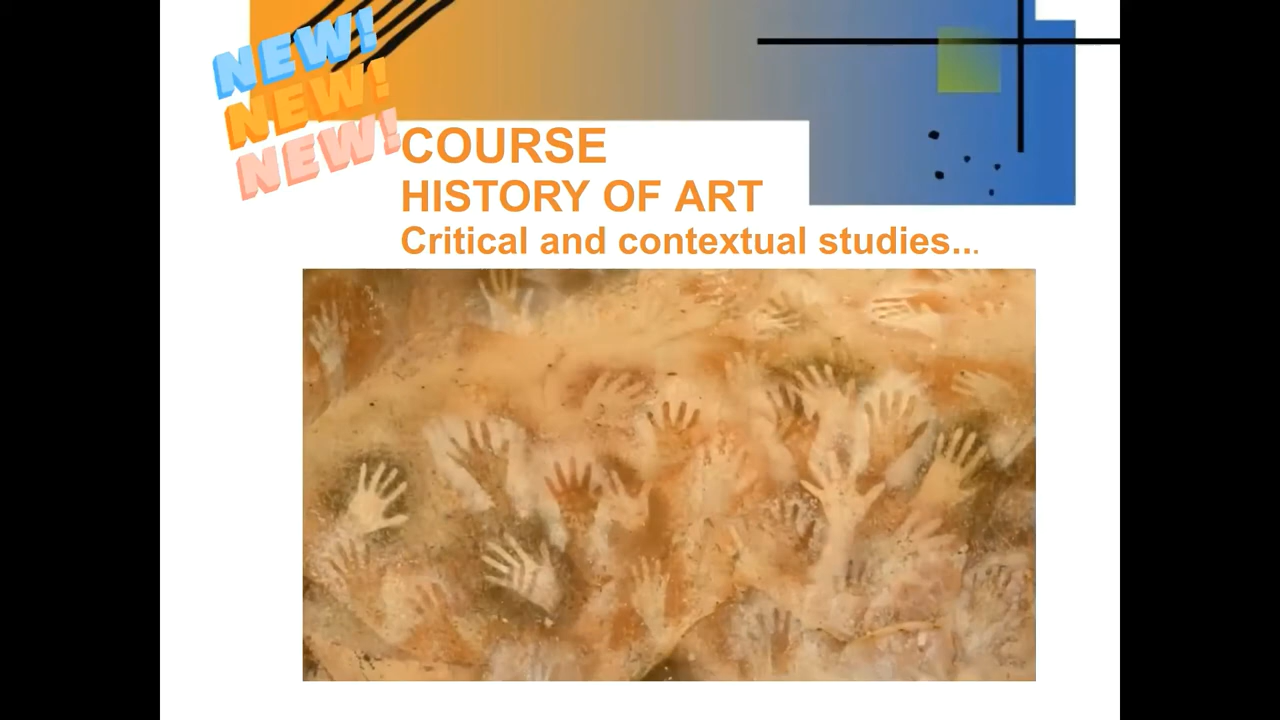 NEW!
NEW!
NEW!
COURSE
HISTORY OF ART
Critical and contextual studies...